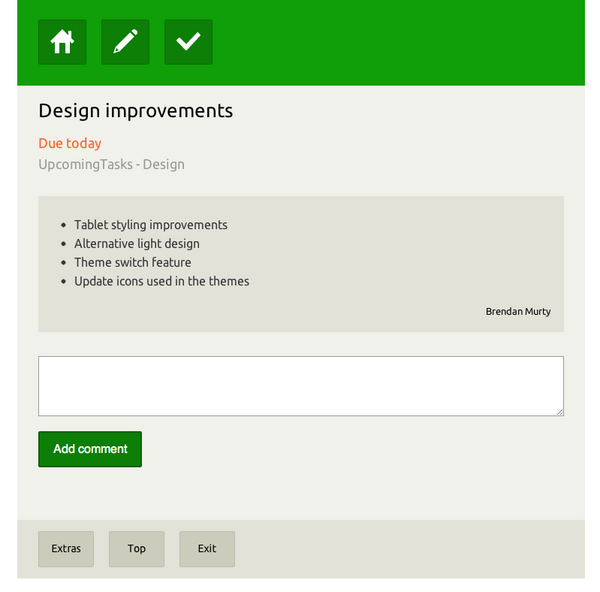 Design improvements
Due today
UpcomingTasks - Design
Tablet styling improvements
Alternative light design
Theme switch feature
Update icons used in the themes
Brendan Murty
Add comment
Extras Top Exit